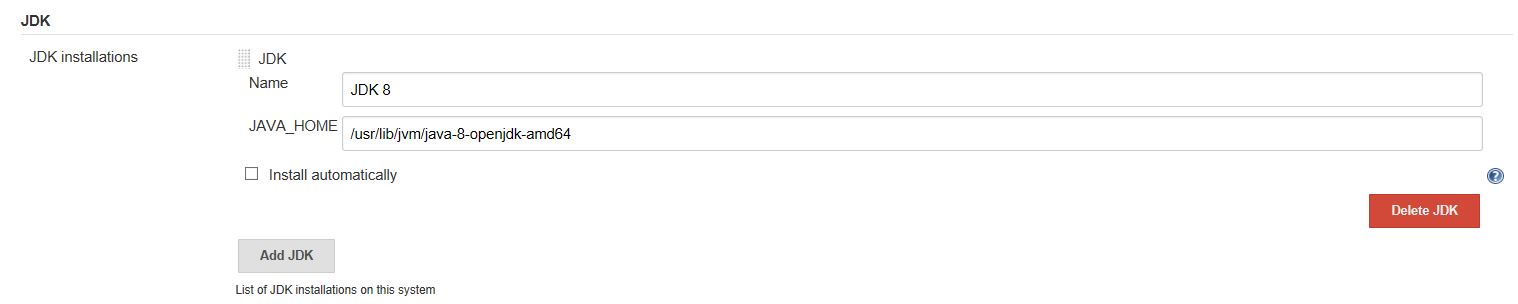 JDK
JDK installations
JDK
Name
JDK 8
JAVA_HOME
/usr/lib/jvm/java-8-openjdk-amd64
Install automatically
?
Delete JDK
Add JDK
List of JDK installations on this system